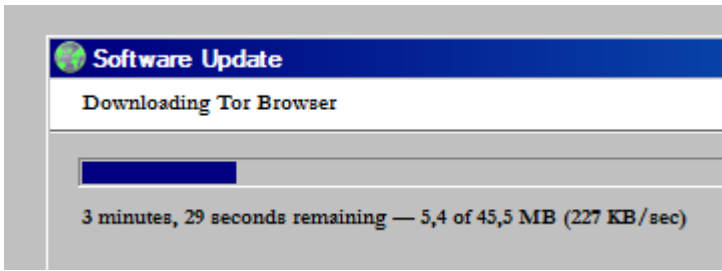 Software Update
Downloading Tor Browser
3 minutes, 29 seconds remaining — 5,4 of 45,5 MB (227 KB/sec)